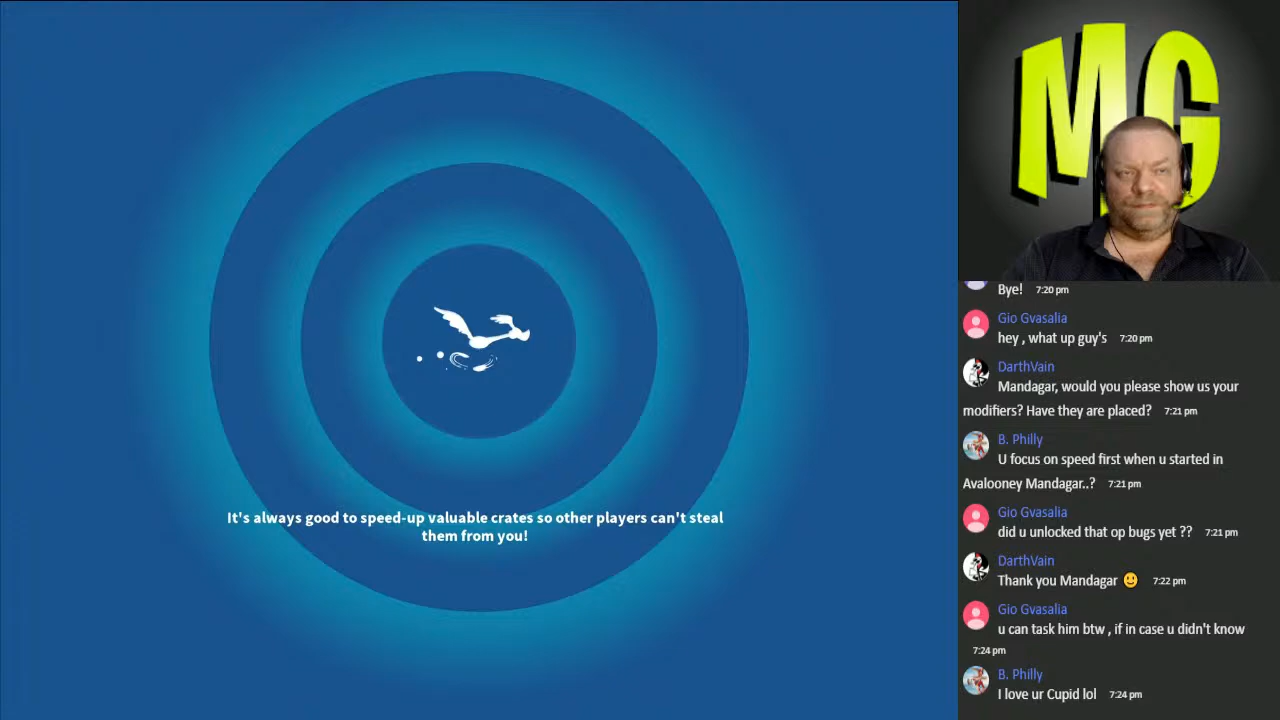 It's always good to speed-up valuable crates so other players can't steal
them from you!
MG
Bye! 7:20 pm
Gio Gvasalia
hey , what up guy's 7:20 pm
DarthVain
Mandagar, would you please show us your
modifiers? Have they are placed? 7:21 pm
B. Philly
U focus on speed first when u started in
Avalooney Mandagar..? 7:21 pm
Gio Gvasalia
did u unlocked that op bugs yet ?? 7:21 pm
DarthVain
Thank you Mandagar 🙂 7:22 pm
Gio Gvasalia
u can task him btw , if in case u didn't know
7:24 pm
B. Philly
I love ur Cupid lol 7:24 pm